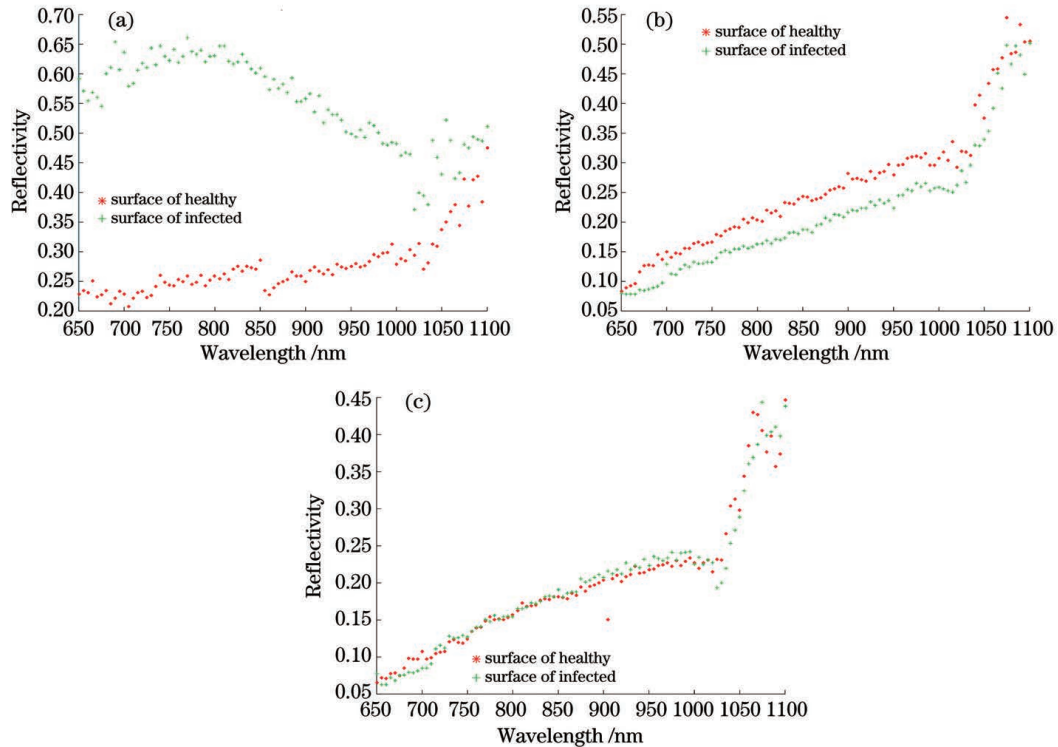 (a)
0.70
0.65
0.60
0.55
0.50
0.45
0.40
0.35
0.30
0.25
0.20
Reflectivity
surface of healthy
surface of infected
650 700 750 800 850 900 950 1000 1050 1100
Wavelength /nm
(b)
0.55
0.50
0.45
0.40
0.35
0.30
0.25
0.20
0.15
0.10
0.05
Reflectivity
surface of healthy
surface of infected
650 700 750 800 850 900 950 1000 1050 1100
Wavelength /nm
(c)
0.45
0.40
0.35
0.30
0.25
0.20
0.15
0.10
0.05
Reflectivity
surface of healthy
surface of infected
650 700 750 800 850 900 950 1000 1050 1100
Wavelength /nm